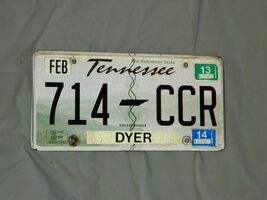 The Volunteer State
FEB Tennessee 13
714 CCR
DYER 14